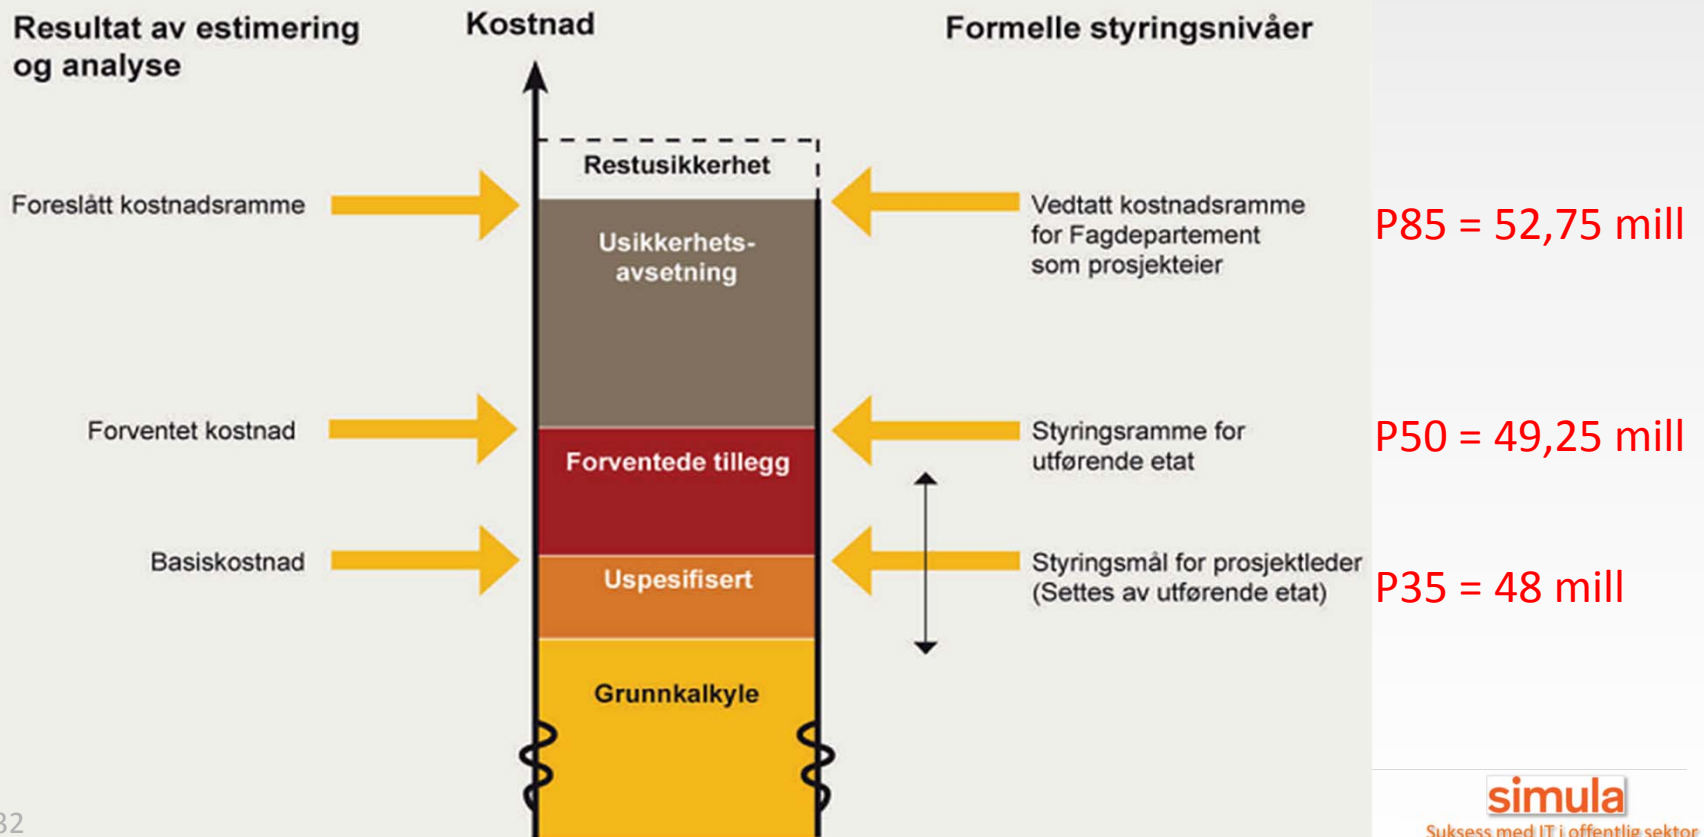 Resultat av estimering
og analyse
Kostnad
Formelle styringsnivåer
Restusikkerhet
Foreslått kostnadsramme
Vedtatt kostnadsramme
for Fagdepartement
som prosjekteier
P85 = 52,75 mill
Usikkerhets-
avsetning
Forventet kostnad
Styringsramme for
utførende etat
P50 = 49,25 mill
Forventede tillegg
Basiskostnad
Styringsmål for prosjektleder
(Settes av utførende etat)
P35 = 48 mill
Uspesifisert
Grunnkalkyle
simula
Suksess med IT i offentlig sektor
32